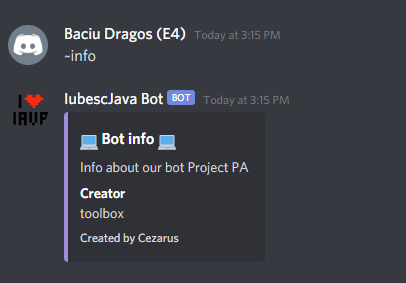 Baciu Dragos (E4) Today at 3:15 PM
~info
I
JAVA
IubescJava Bot BOT Today at 3:15 PM
Bot info
Info about our bot Project PA
Creator
toolbox
Created by Cezarus